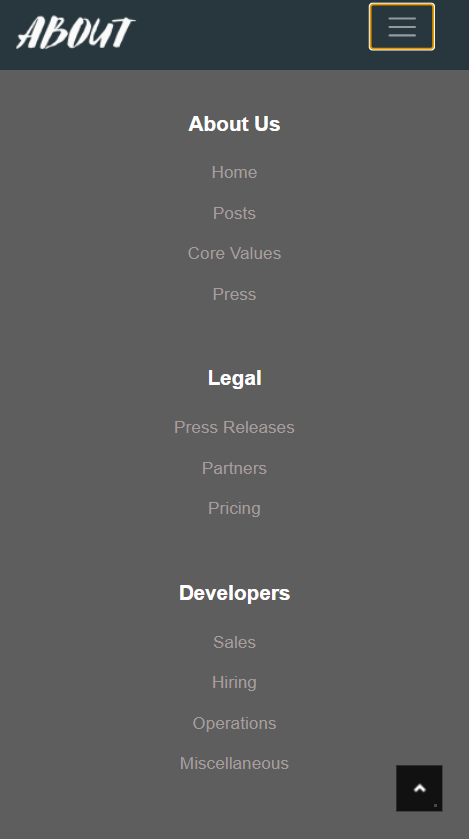 ABOUT
About Us
Home
Posts
Core Values
Press
Legal
Press Releases
Partners
Pricing
Developers
Sales
Hiring
Operations
Miscellaneous